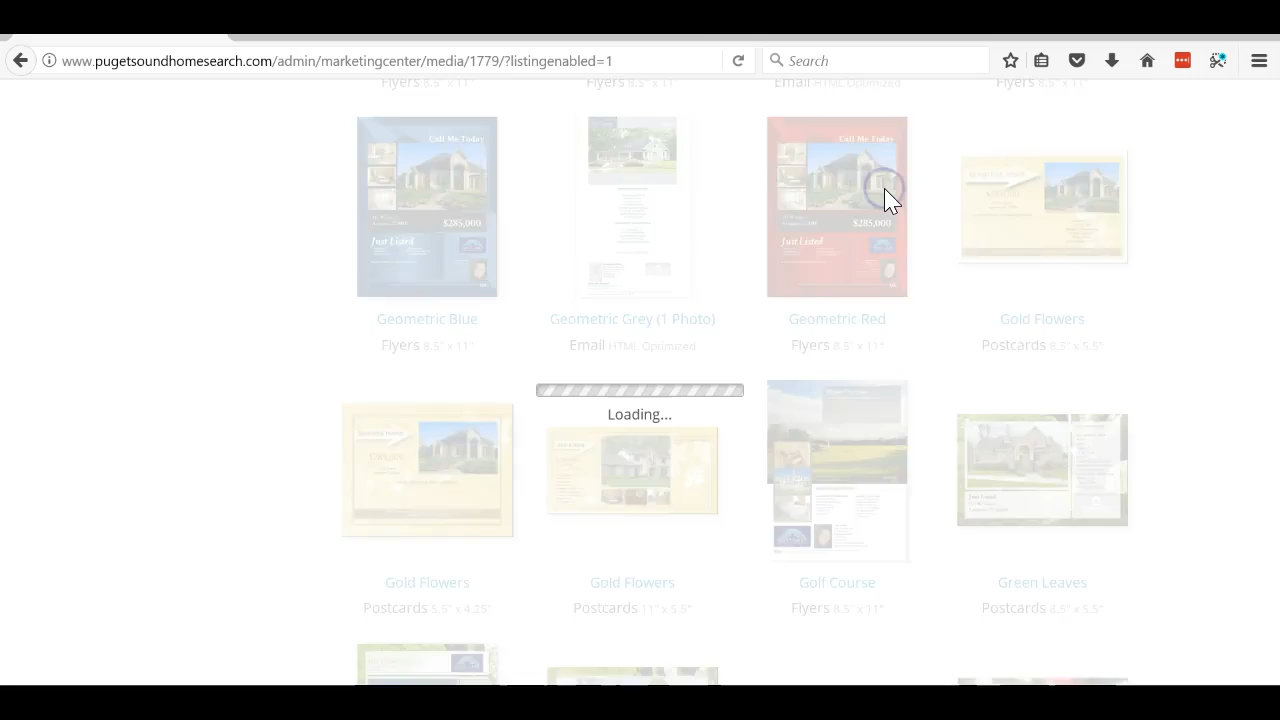 www.pugetsoundhomesearch.com/admin/marketingcenter/media/1779/?listingenabled=1
Search
Flyers 8.5" x 11"
Flyers 8.5" x 11"
Email HTML Optimized
Flyers 8.5" x 11"
Call Me Today
$285,000
Just Listed
Call Me Today
$285,000
Just Listed
Geometric Blue
Geometric Grey (1 Photo)
Geometric Red
Gold Flowers
Flyers 8.5" x 11"
Email HTML Optimized
Flyers 8.5" x 11"
Postcards 8.5" x 5.5"
Loading...
Gold Flowers
Gold Flowers
Golf Course
Green Leaves
Postcards 5.5" x 4.25"
Postcards 11" x 5.5"
Flyers 8.5" x 11"
Postcards 8.5" x 5.5"